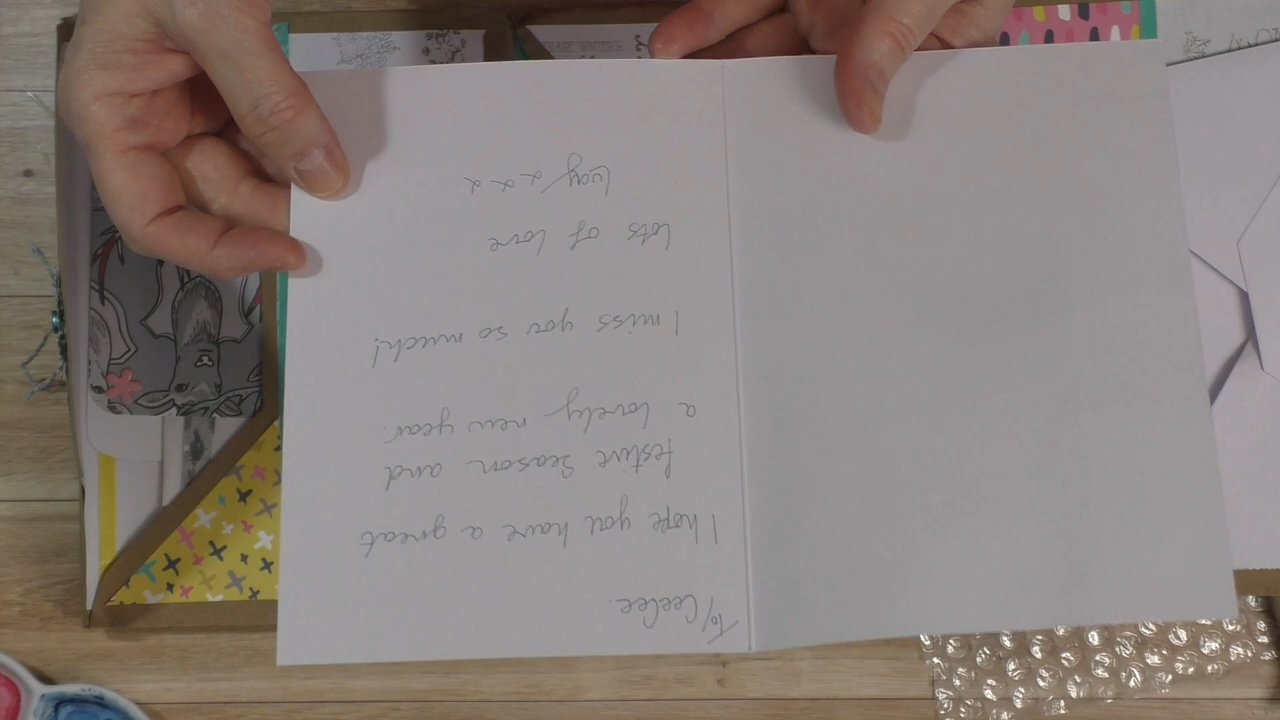 To/ CeeCee.
I hope you have a great
festive season and
a lovely new year.
I miss you so much!
Lots of love
Lucy x x x